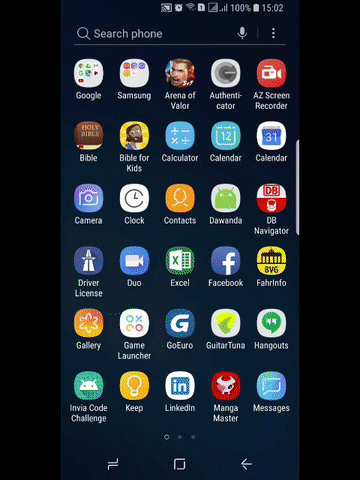 100% 15:02
Search phone
Google Samsung Arena of Valor Authenti-cator AZ Screen Recorder
HOLY BIBLE
12 31
Bible Bible for Kids Calculator Calendar Calendar
DB
Camera Clock Contacts Dawanda DB Navigator
BVG
Driver License Duo Excel Facebook FahrInfo
Gallery Game Launcher GoEuro GuitarTuna Hangouts
Invia Code Challenge Keep LinkedIn Manga Master Messages